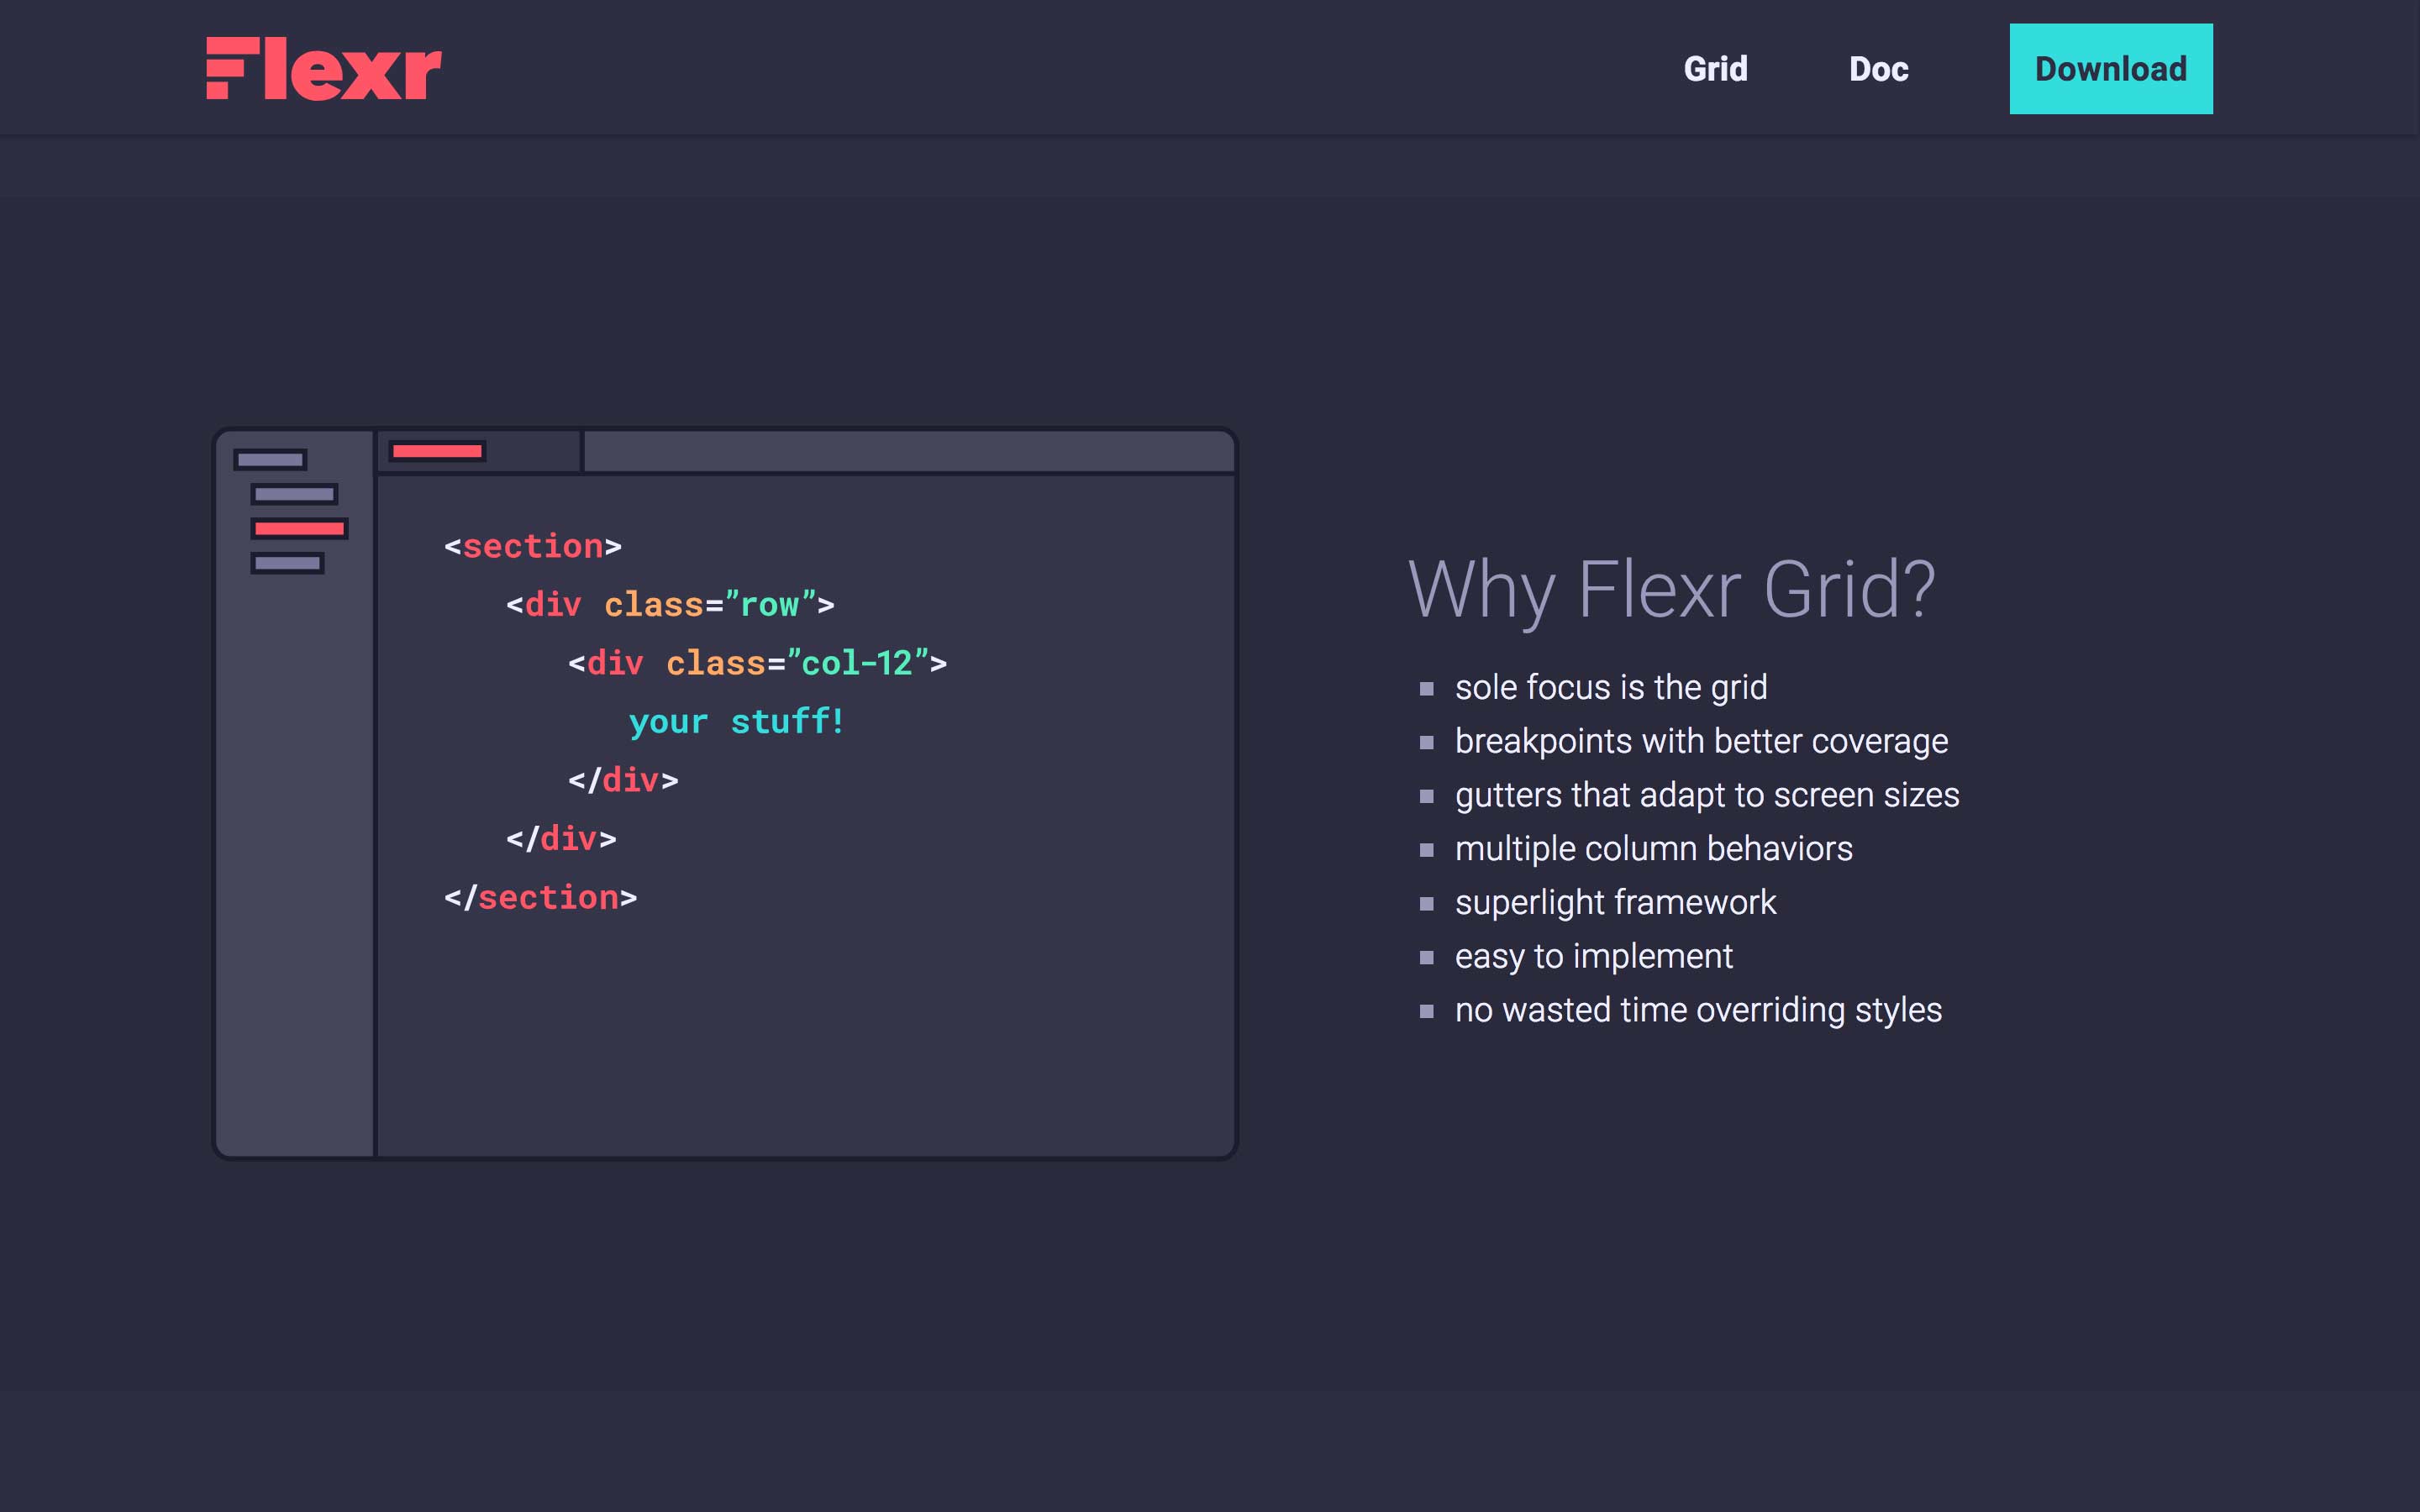 Flexr
Grid
Doc
Download
<section>
<div class=”row”>
<div class=”col-12”>
your stuff!
</div>
</div>
</section>
Why Flexr Grid?
sole focus is the grid
breakpoints with better coverage
gutters that adapt to screen sizes
multiple column behaviors
superlight framework
easy to implement
no wasted time overriding styles